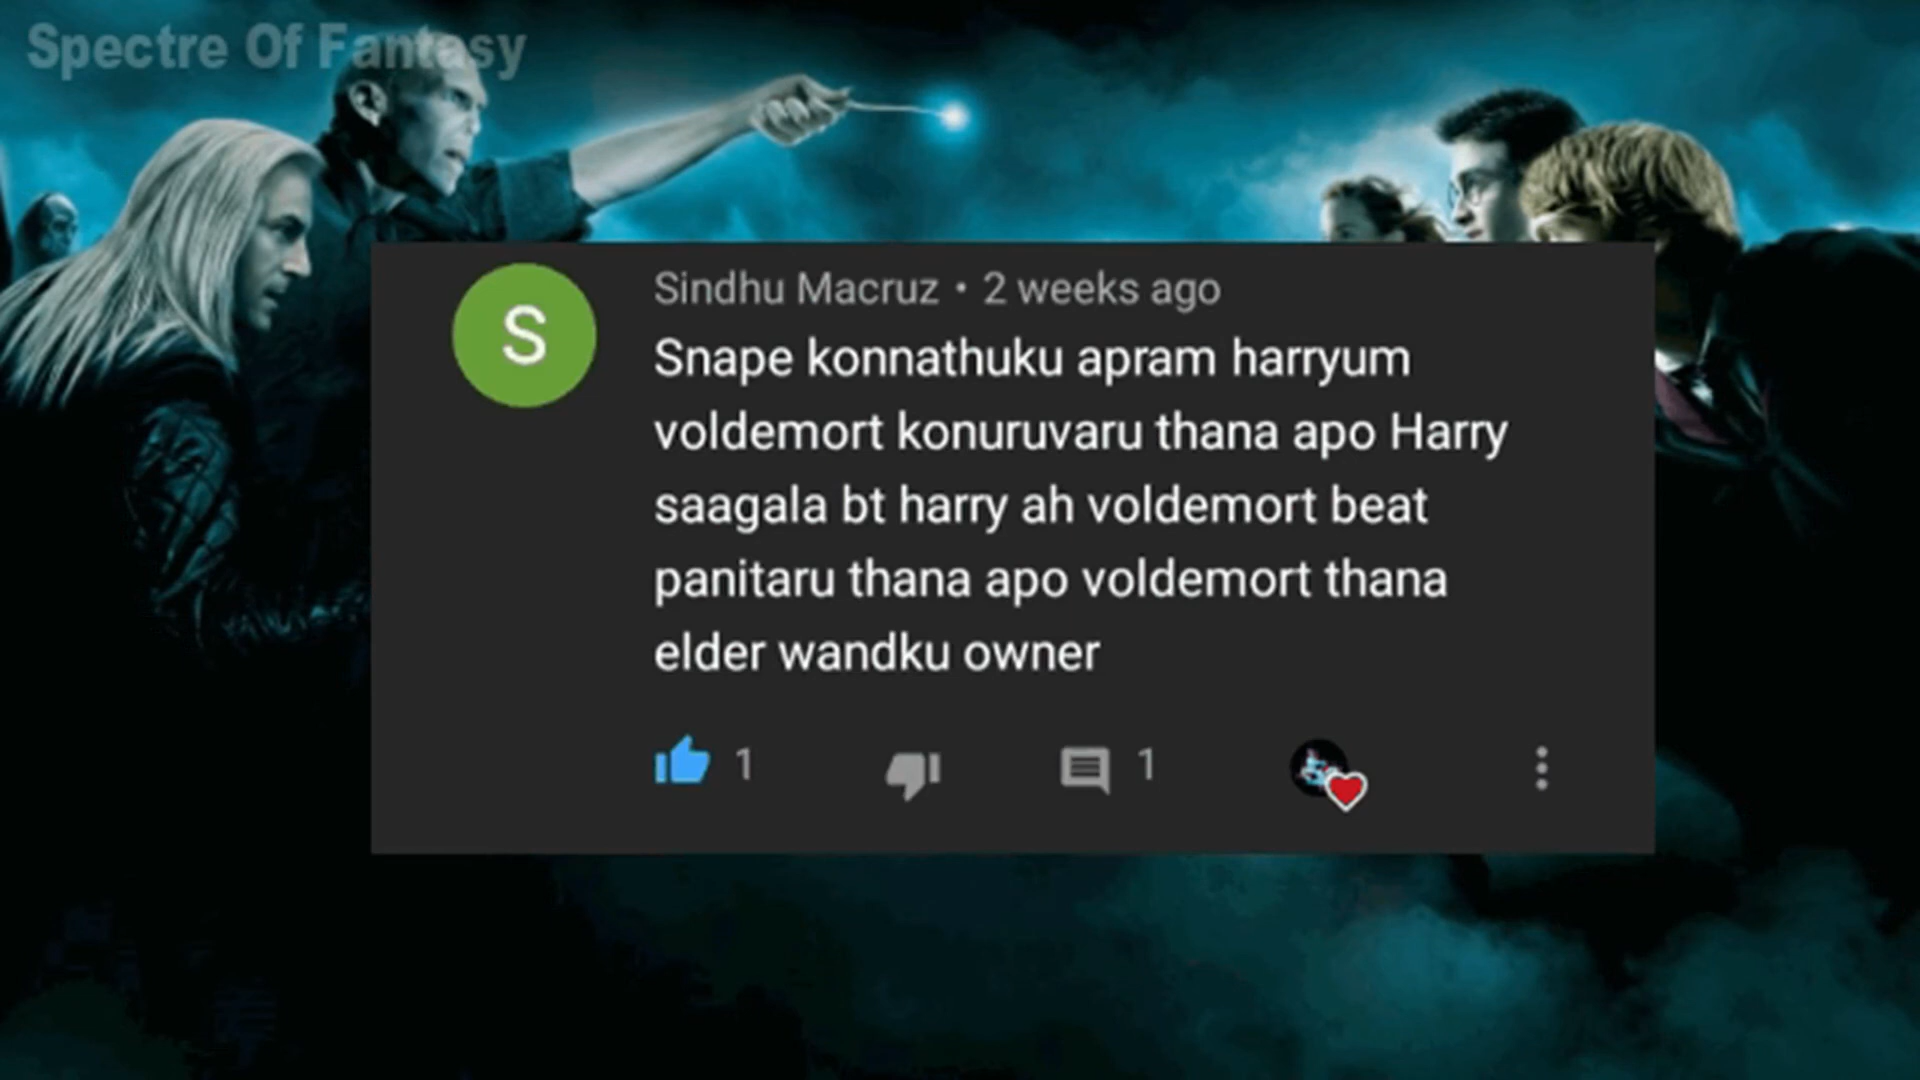 Spectre Of Fantasy
S
Sindhu Macruz • 2 weeks ago
Snape konnathuku apram harryum
voldemort konuruvaru thana apo Harry
saagala bt harry ah voldemort beat
panitaru thana apo voldemort thana
elder wandku owner
1
1